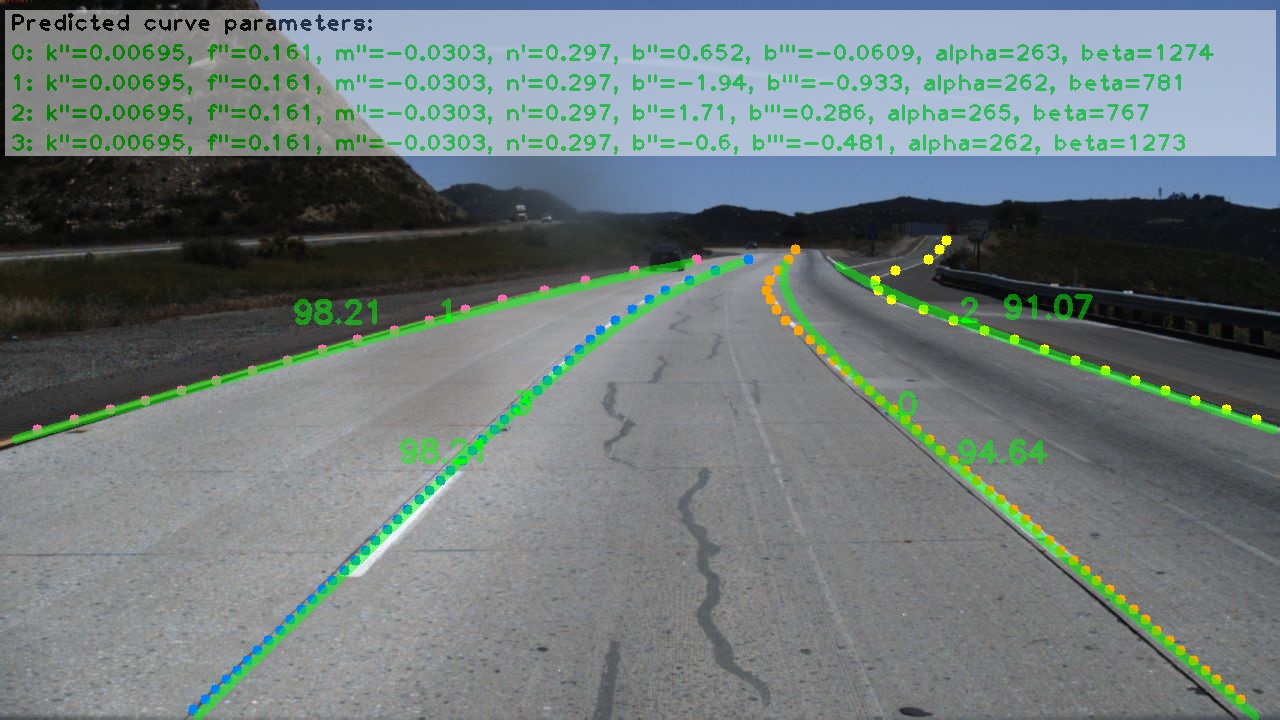 Predicted curve parameters:
0: k''=0.00695, f''=0.161, m''=-0.0303, n'=0.297, b''=0.652, b'''=-0.0609, alpha=263, beta=1274
1: k''=0.00695, f''=0.161, m''=-0.0303, n'=0.297, b''=-1.94, b'''=-0.933, alpha=262, beta=781
2: k''=0.00695, f''=0.161, m''=-0.0303, n'=0.297, b''=1.71, b'''=0.286, alpha=265, beta=767
3: k''=0.00695, f''=0.161, m''=-0.0303, n'=0.297, b''=-0.6, b'''=-0.481, alpha=262, beta=1273
98.21 1 2 91.07
0
98.21 94.64